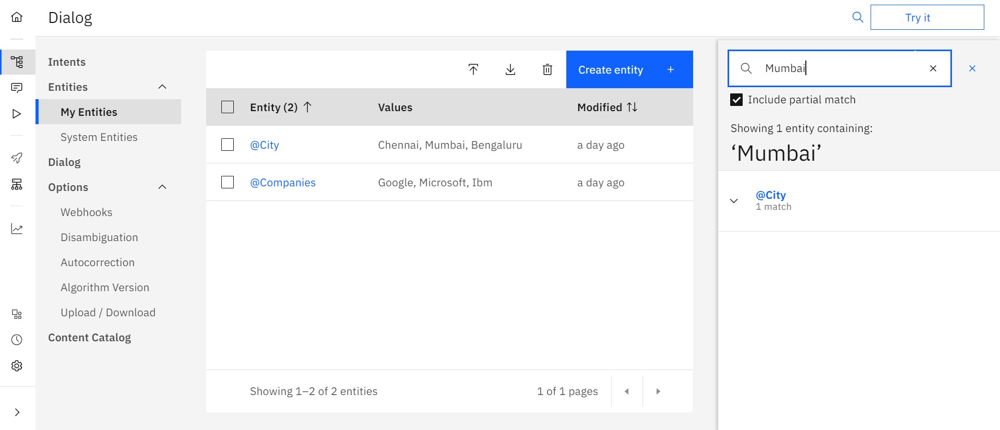 Dialog
Try it
Intents
Entities
My Entities
System Entities
Dialog
Options
Webhooks
Disambiguation
Autocorrection
Algorithm Version
Upload / Download
Content Catalog
Create entity +
Entity (2) Values Modified
@City Chennai, Mumbai, Bengaluru a day ago
@Companies Google, Microsoft, Ibm a day ago
Showing 1–2 of 2 entities 1 of 1 pages
Mumbai
Include partial match
Showing 1 entity containing:
‘Mumbai’
@City
1 match